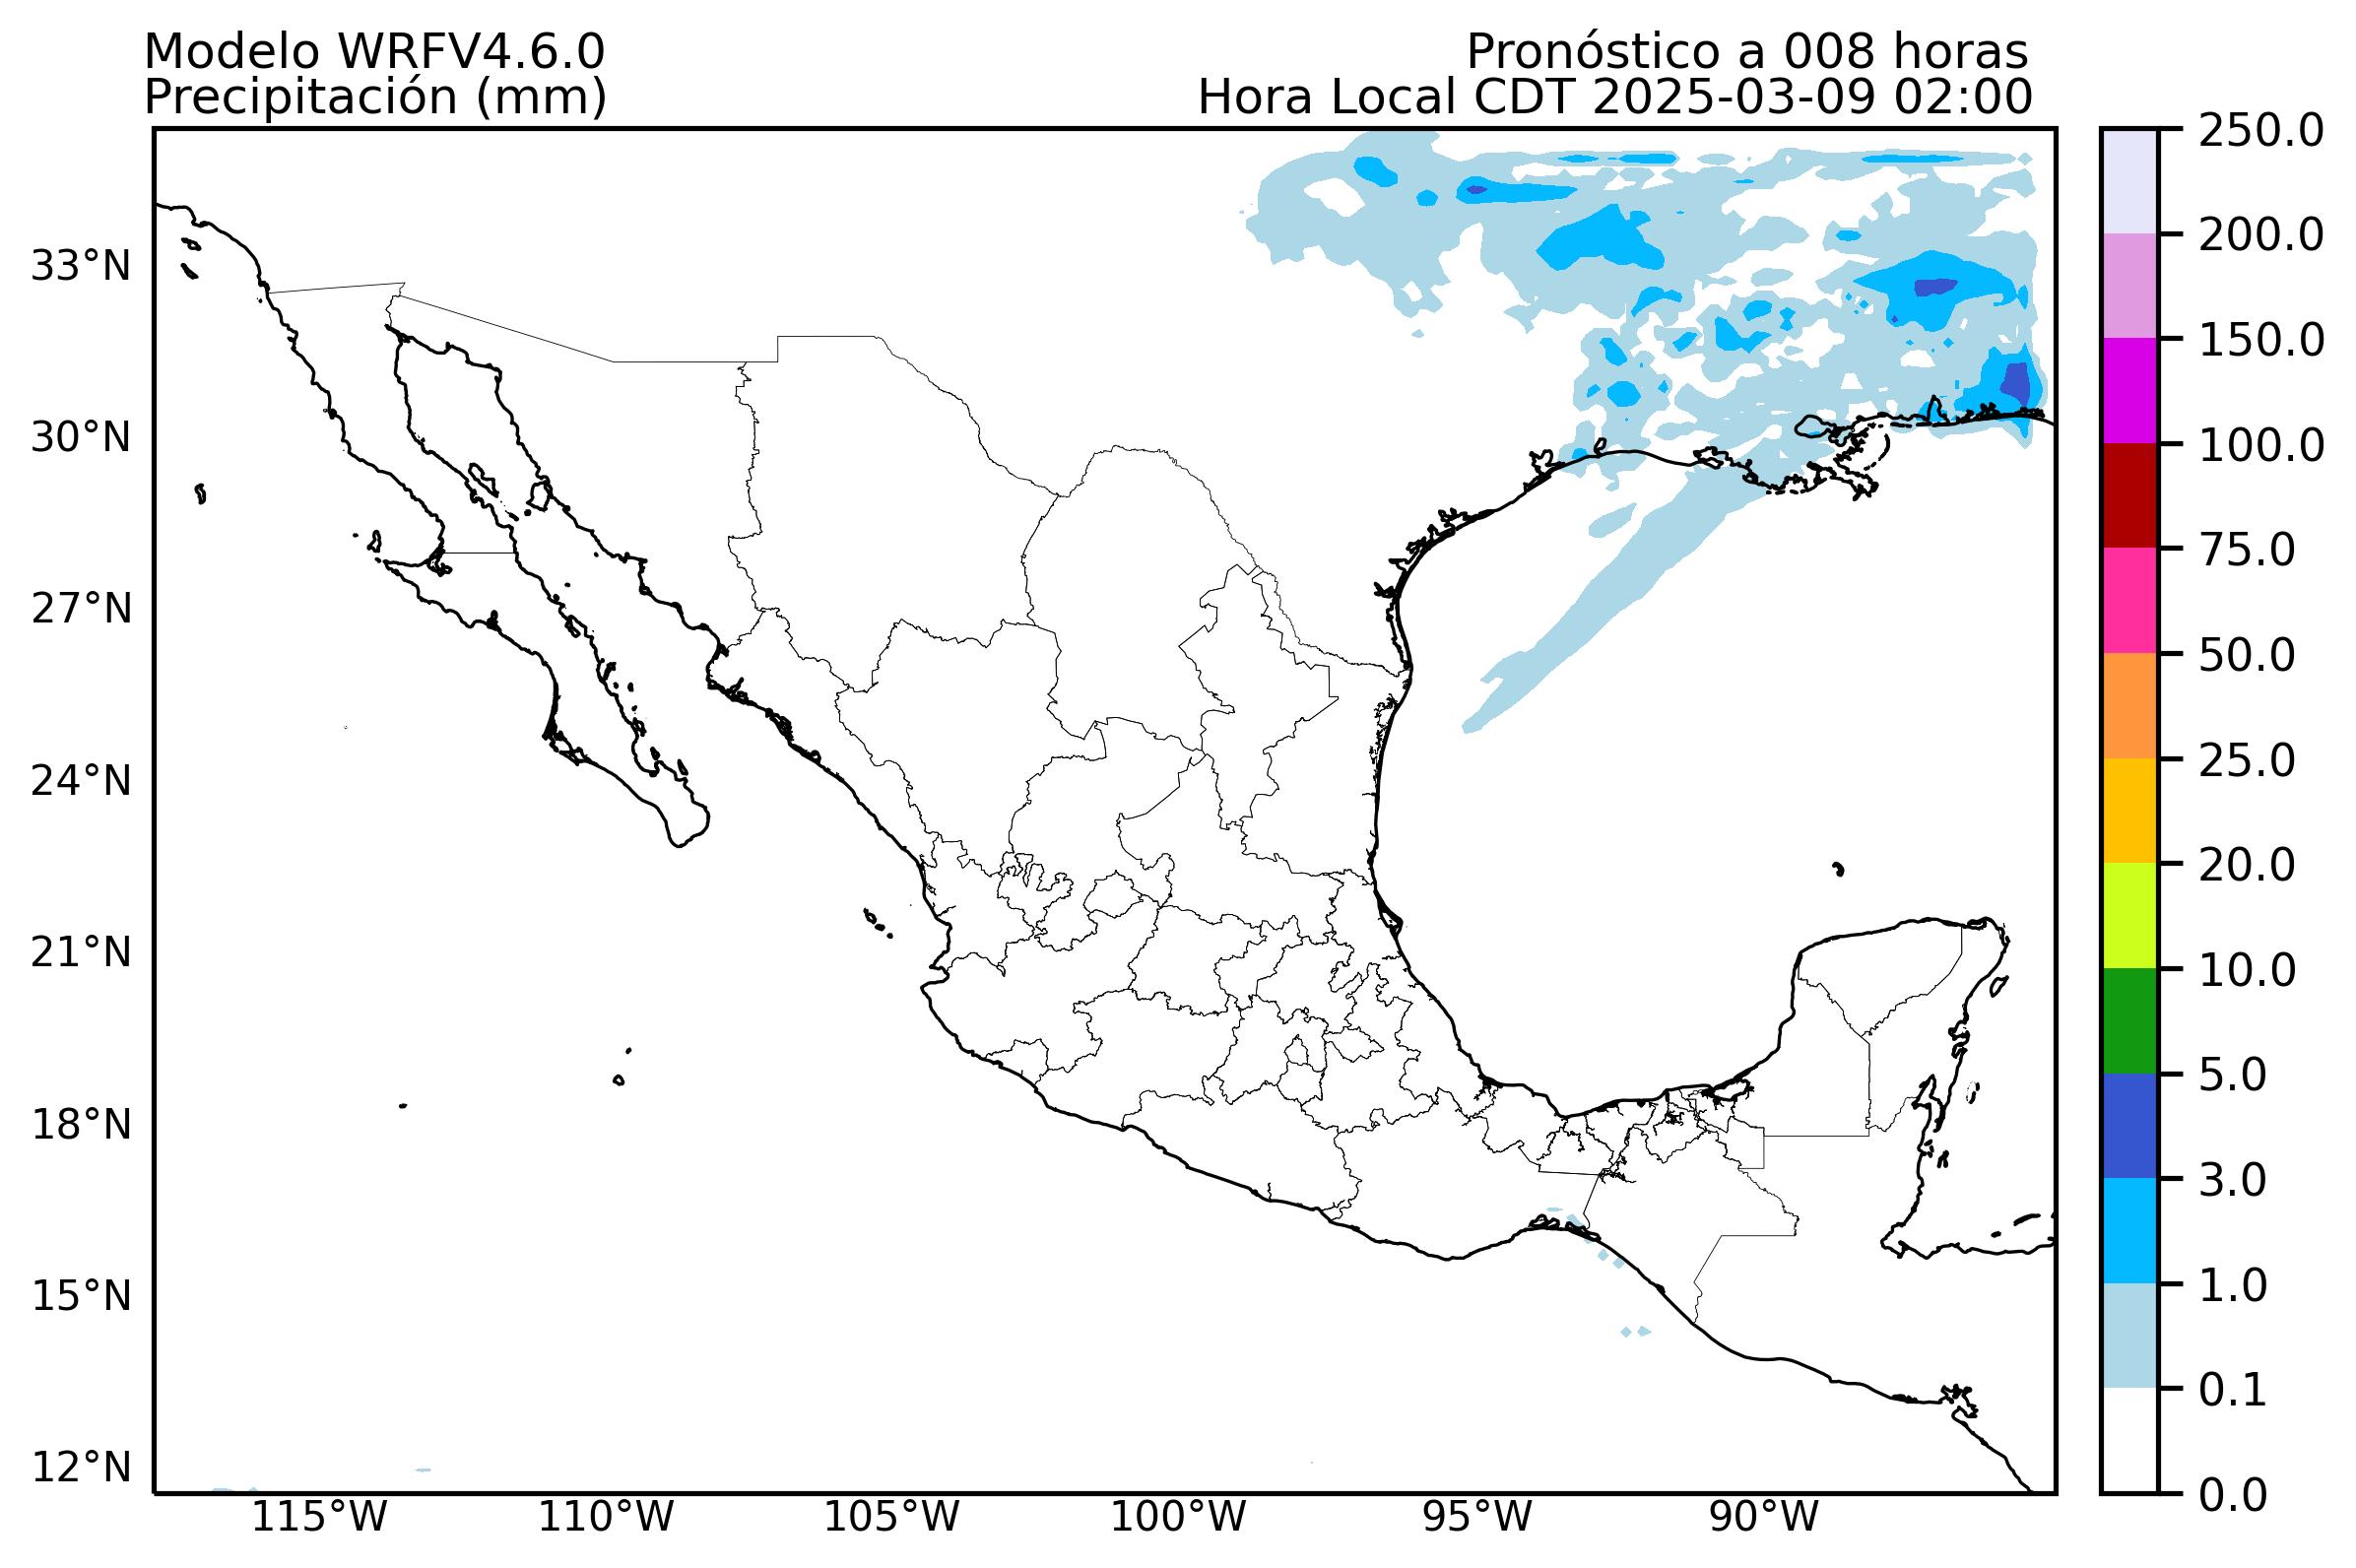 Modelo WRFV4.6.0
Precipitación (mm)
Pronóstico a 008 horas
Hora Local CDT 2025-03-09 02:00
33°N
30°N
27°N
24°N
21°N
18°N
15°N
12°N
115°W
110°W
105°W
100°W
95°W
90°W
250.0
200.0
150.0
100.0
75.0
50.0
25.0
20.0
10.0
5.0
3.0
1.0
0.1
0.0